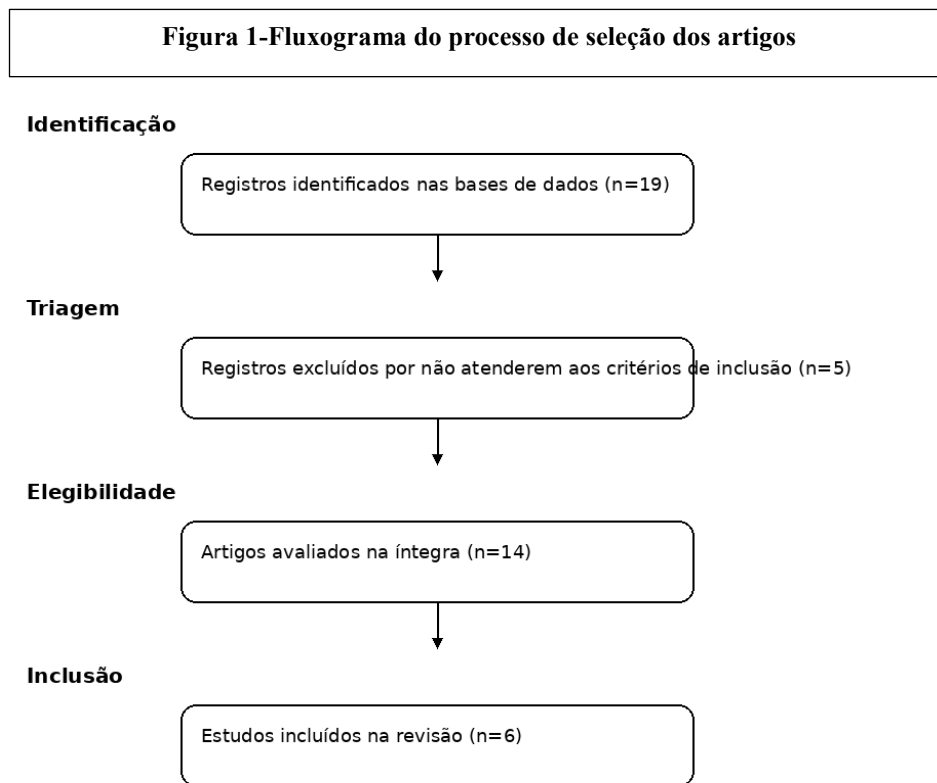 Figura 1-Fluxograma do processo de seleção dos artigos
Identificação
Registros identificados nas bases de dados (n=19)
Triagem
Registros excluídos por não atenderem aos critérios de inclusão (n=5)
Elegibilidade
Artigos avaliados na íntegra (n=14)
Inclusão
Estudos incluídos na revisão (n=6)